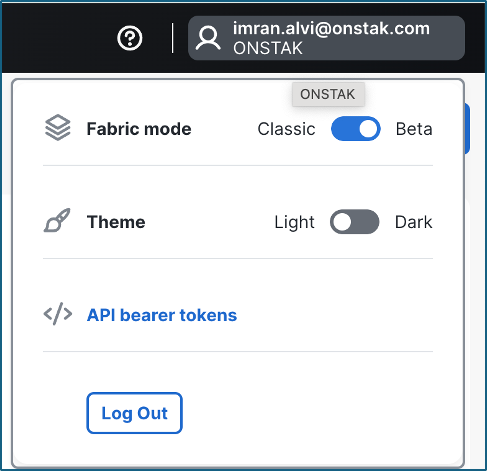 imran.alvi@onstak.com
ONSTAK
ONSTAK
Fabric mode Classic Beta
Theme Light Dark
</> API bearer tokens
Log Out